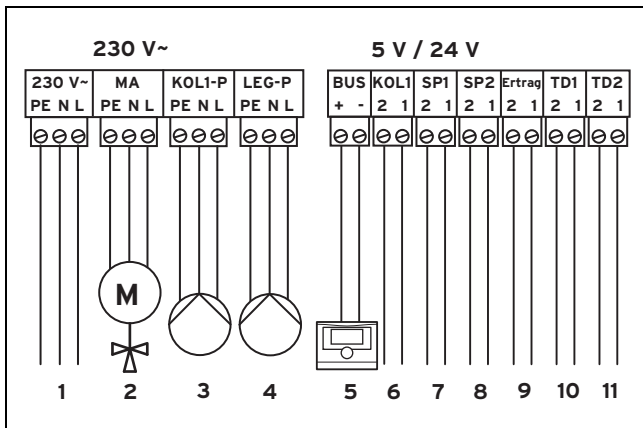 230 V~ 5 V / 24 V
230 V~ MA KOL1-P LEG-P BUS KOL1 SP1 SP2 Ertrag TD1 TD2
PE N L PE N L PE N L PE N L + - 2 1 2 1 2 1 2 1 2 1 2 1
M
1 2 3 4 5 6 7 8 9 10 11